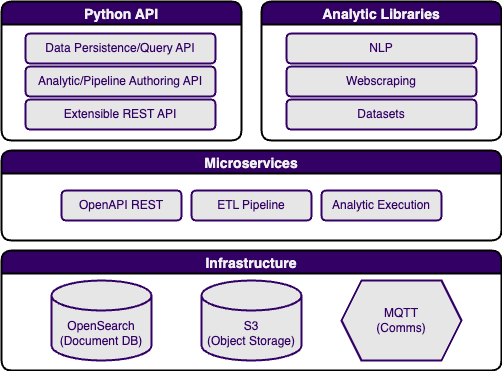 Python API
Data Persistence/Query API
Analytic/Pipeline Authoring API
Extensible REST API
Analytic Libraries
NLP
Webscraping
Datasets
Microservices
OpenAPI REST
ETL Pipeline
Analytic Execution
Infrastructure
OpenSearch
(Document DB)
S3
(Object Storage)
MQTT
(Comms)